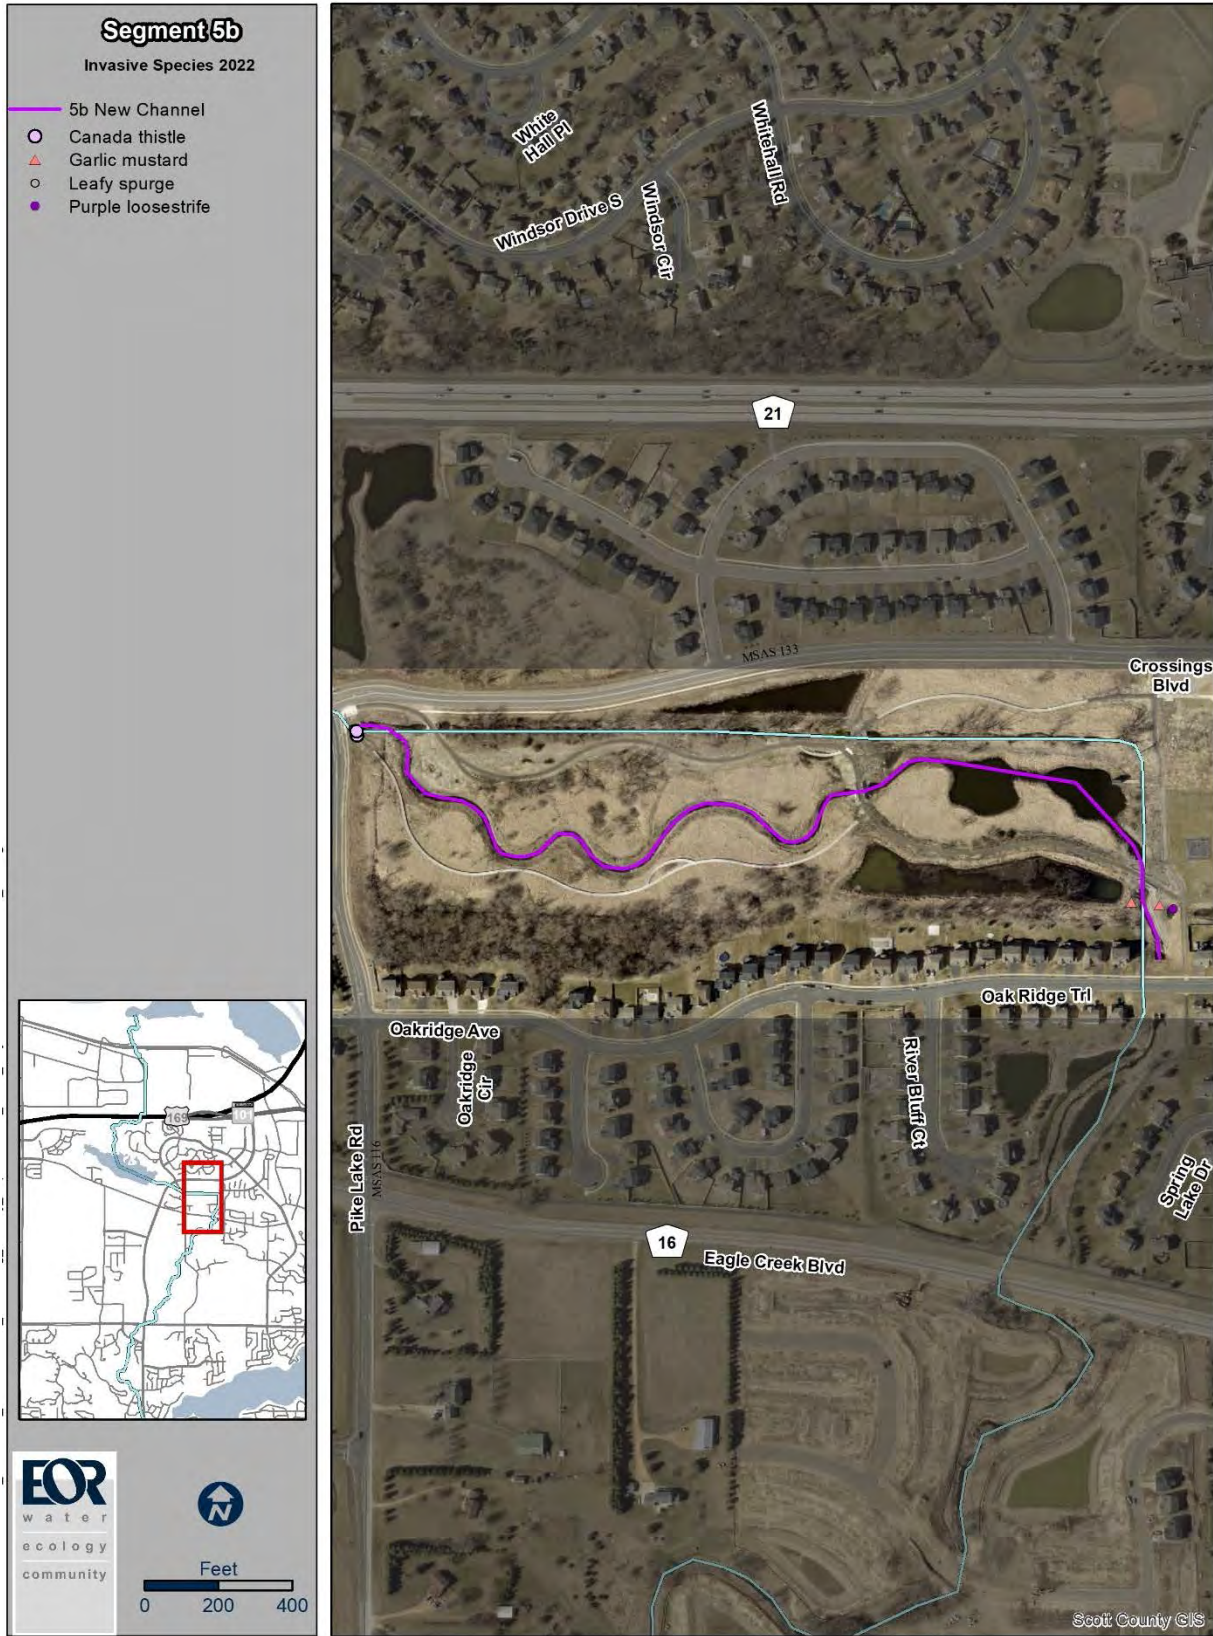 Segment 5b
Invasive Species 2022
5b New Channel
Canada thistle
Garlic mustard
Leafy spurge
Purple loosestrife
169
101
EOR
water
ecology
community
N
Feet
0 200 400
White
Hall Pl
Whitehall Rd
Windsor Drive S
Windsor Cir
21
MSAS 133
Crossings
Blvd
Oak Ridge Trl
Oakridge Ave
Oakridge
Cir
River Bluff Ct
Pike Lake Rd
MSAS 116
Spring
Lake Dr
16
Eagle Creek Blvd
Scott County GIS